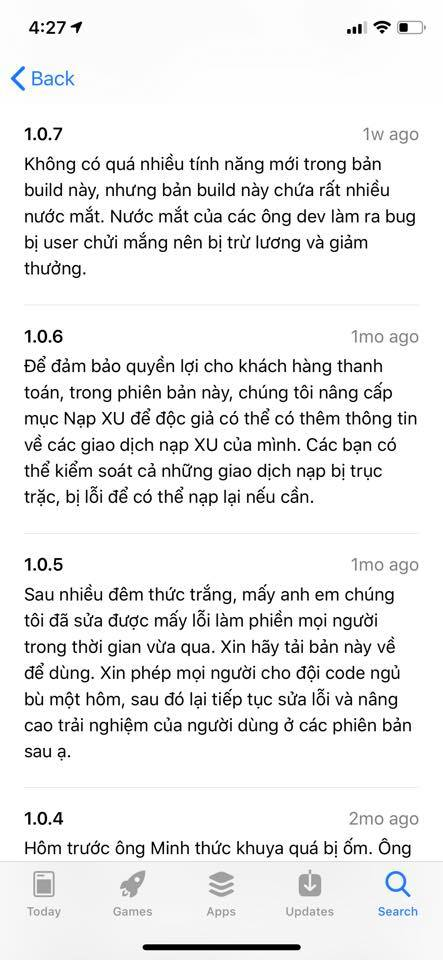 4:27
Back
1.0.7 1w ago
Không có quá nhiều tính năng mới trong bản
build này, nhưng bản build này chứa rất nhiều
nước mắt. Nước mắt của các ông dev làm ra bug
bị user chửi mắng nên bị trừ lương và giảm
thưởng.
1.0.6 1mo ago
Để đảm bảo quyền lợi cho khách hàng thanh
toán, trong phiên bản này, chúng tôi nâng cấp
mục Nạp XU để độc giả có thể có thêm thông tin
về các giao dịch nạp XU của mình. Các bạn có
thể kiểm soát cả những giao dịch nạp bị trục
trặc, bị lỗi để có thể nạp lại nếu cần.
1.0.5 1mo ago
Sau nhiều đêm thức trắng, mấy anh em chúng
tôi đã sửa được mấy lỗi làm phiền mọi người
trong thời gian vừa qua. Xin hãy tải bản này về
để dùng. Xin phép mọi người cho đội code ngủ
bù một hôm, sau đó lại tiếp tục sửa lỗi và nâng
cao trải nghiệm của người dùng ở các phiên bản
sau ạ.
1.0.4 2mo ago
Hôm trước ông Minh thức khuya quá bị ốm. Ông
Today Games Apps Updates Search